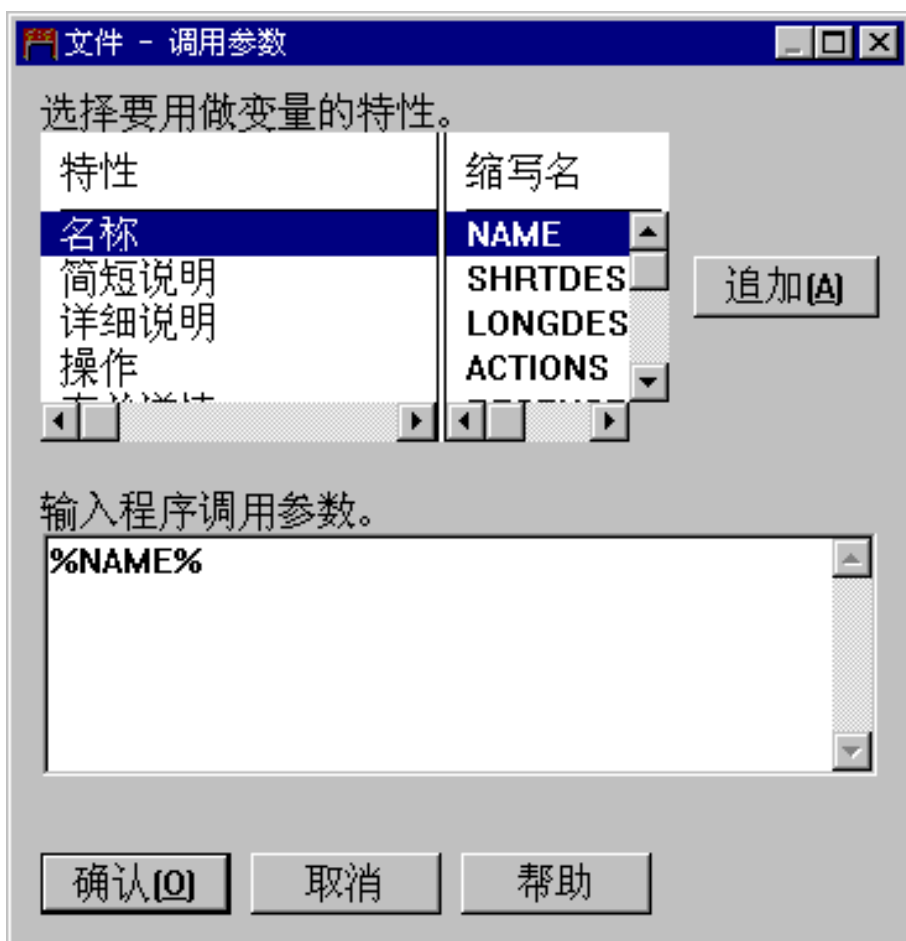 文件 - 调用参数
选择要用做变量的特性。
特性 缩写名
名称 NAME
简短说明 SHRTDES
详细说明 LONGDES
操作 ACTIONS
追加(A)
输入程序调用参数。
%NAME%
确认(O) 取消 帮助